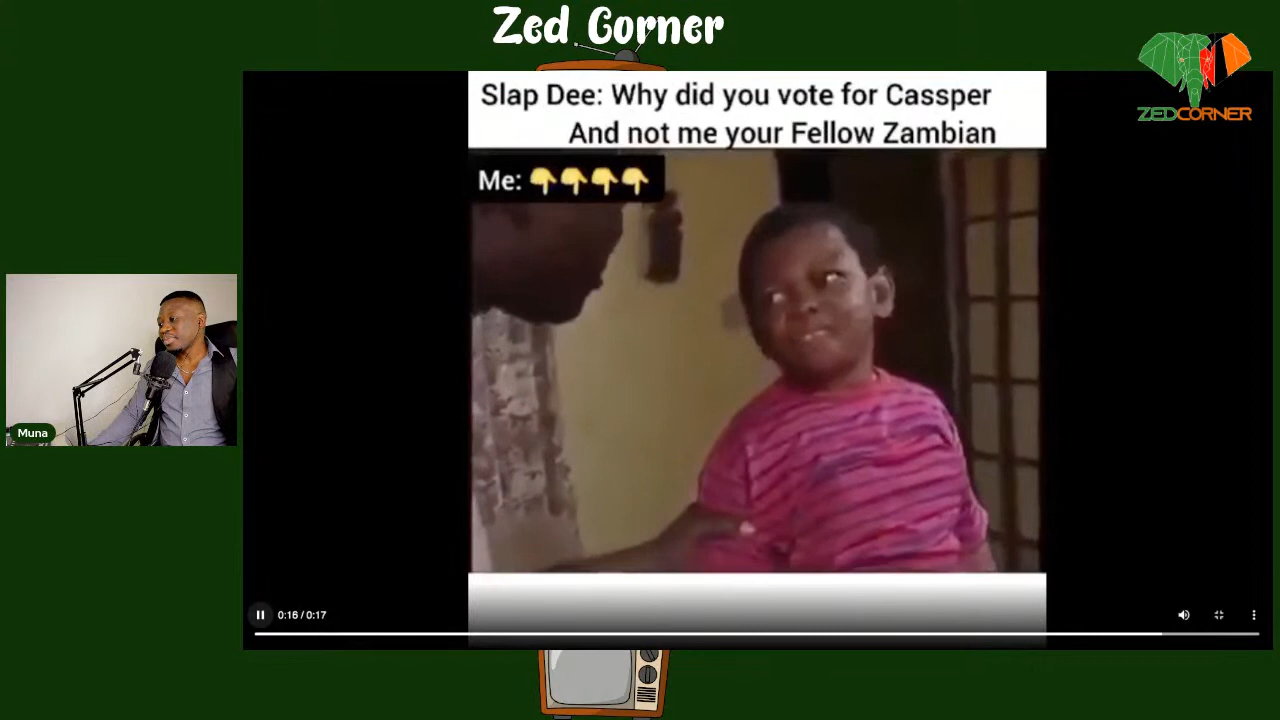 Zed Corner
ZEDCORNER
Slap Dee: Why did you vote for Cassper
And not me your Fellow Zambian
Me: 👇👇👇👇
Muna
0:16 / 0:17